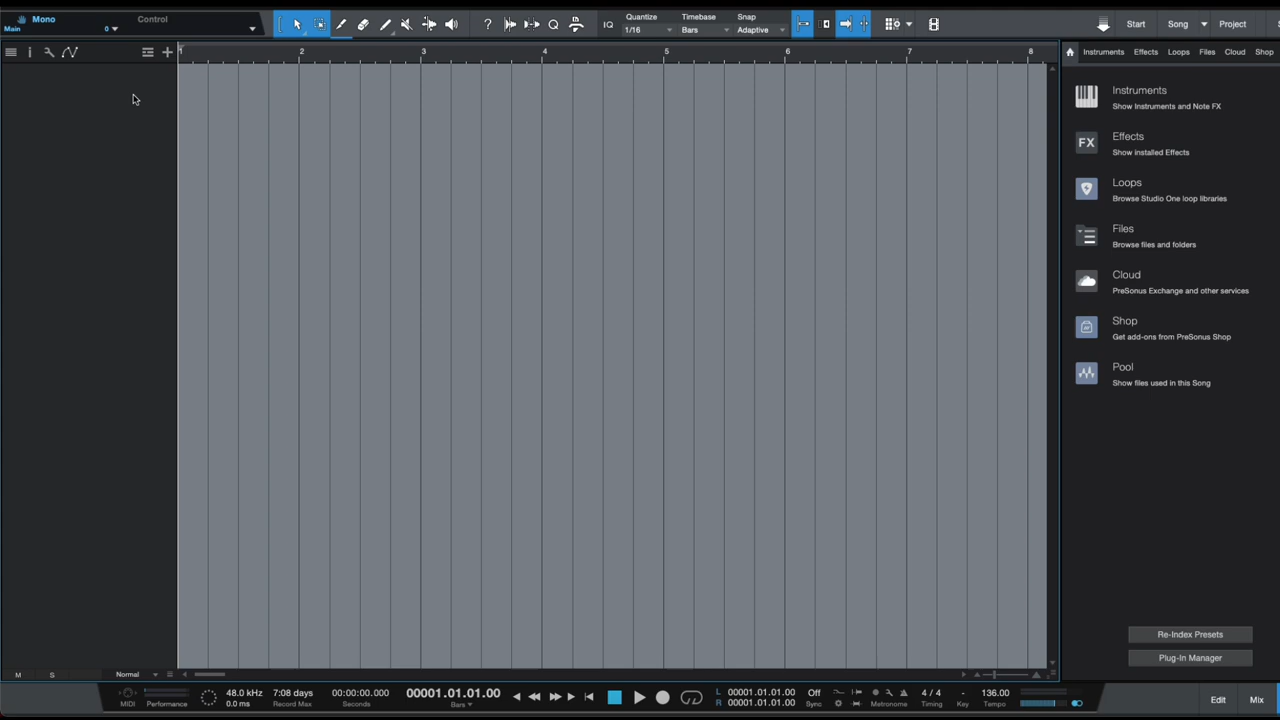 Mono
Control
Main
0
Quantize
1/16
Timebase
Bars
Snap
Adaptive
IQ
Start
Song
Project
1
2
3
4
5
6
7
8
Instruments
Effects
Loops
Files
Cloud
Shop
Instruments
Show Instruments and Note FX
FX
Effects
Show installed Effects
Loops
Browse Studio One loop libraries
Files
Browse files and folders
Cloud
PreSonus Exchange and other services
Shop
Get add-ons from PreSonus Shop
Pool
Show files used in this Song
Re-Index Presets
Plug-In Manager
M
S
Normal
MIDI
Performance
48.0 kHz
0.0 ms
7:08 days
Record Max
00:00:00.000
Seconds
00001.01.01.00
Bars
L 00001.01.01.00
R 00001.01.01.00
Off
Sync
Metronome
4 / 4
Timing
-
Key
136.00
Tempo
Edit
Mix